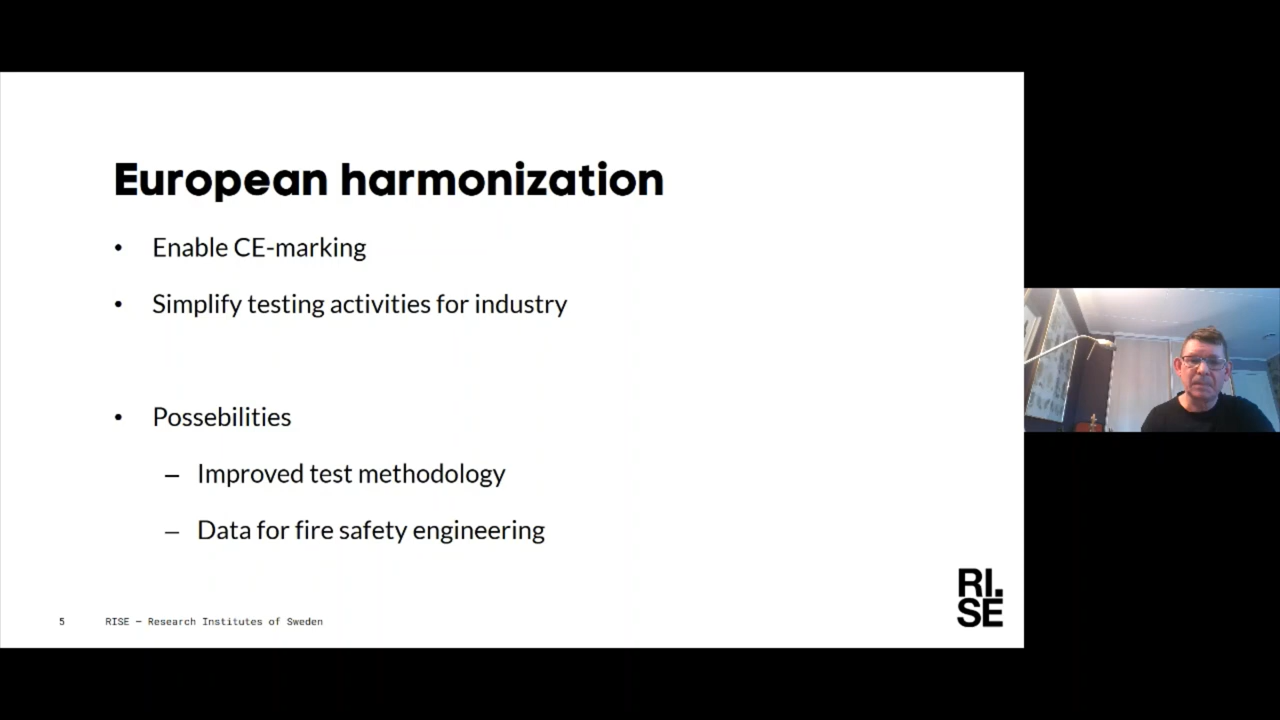 European harmonization
• Enable CE-marking
• Simplify testing activities for industry
• Possebilities
– Improved test methodology
– Data for fire safety engineering
5 RISE — Research Institutes of Sweden
RI.
SE